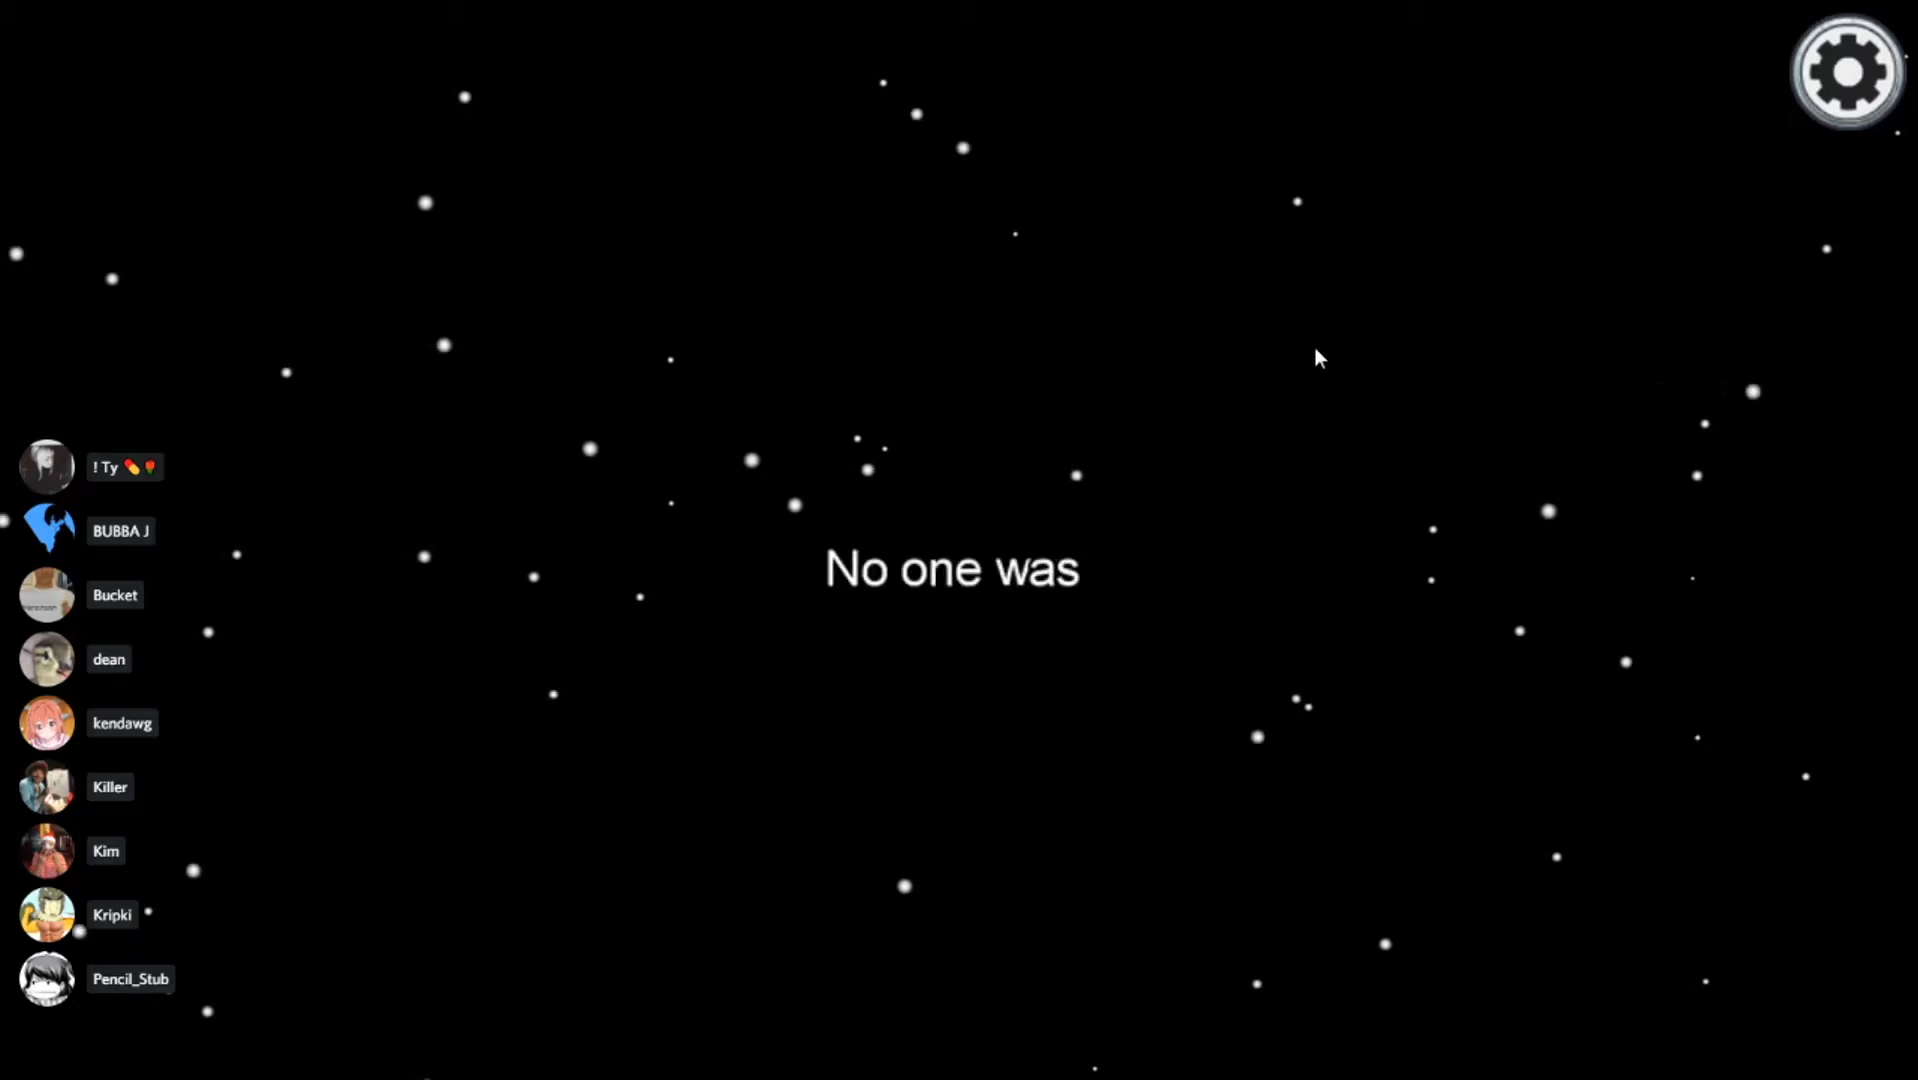 ! Ty 💊🌹
BUBBA J
Bucket
dean
No one was
kendawg
Killer
Kim
Kripki
Pencil_Stub